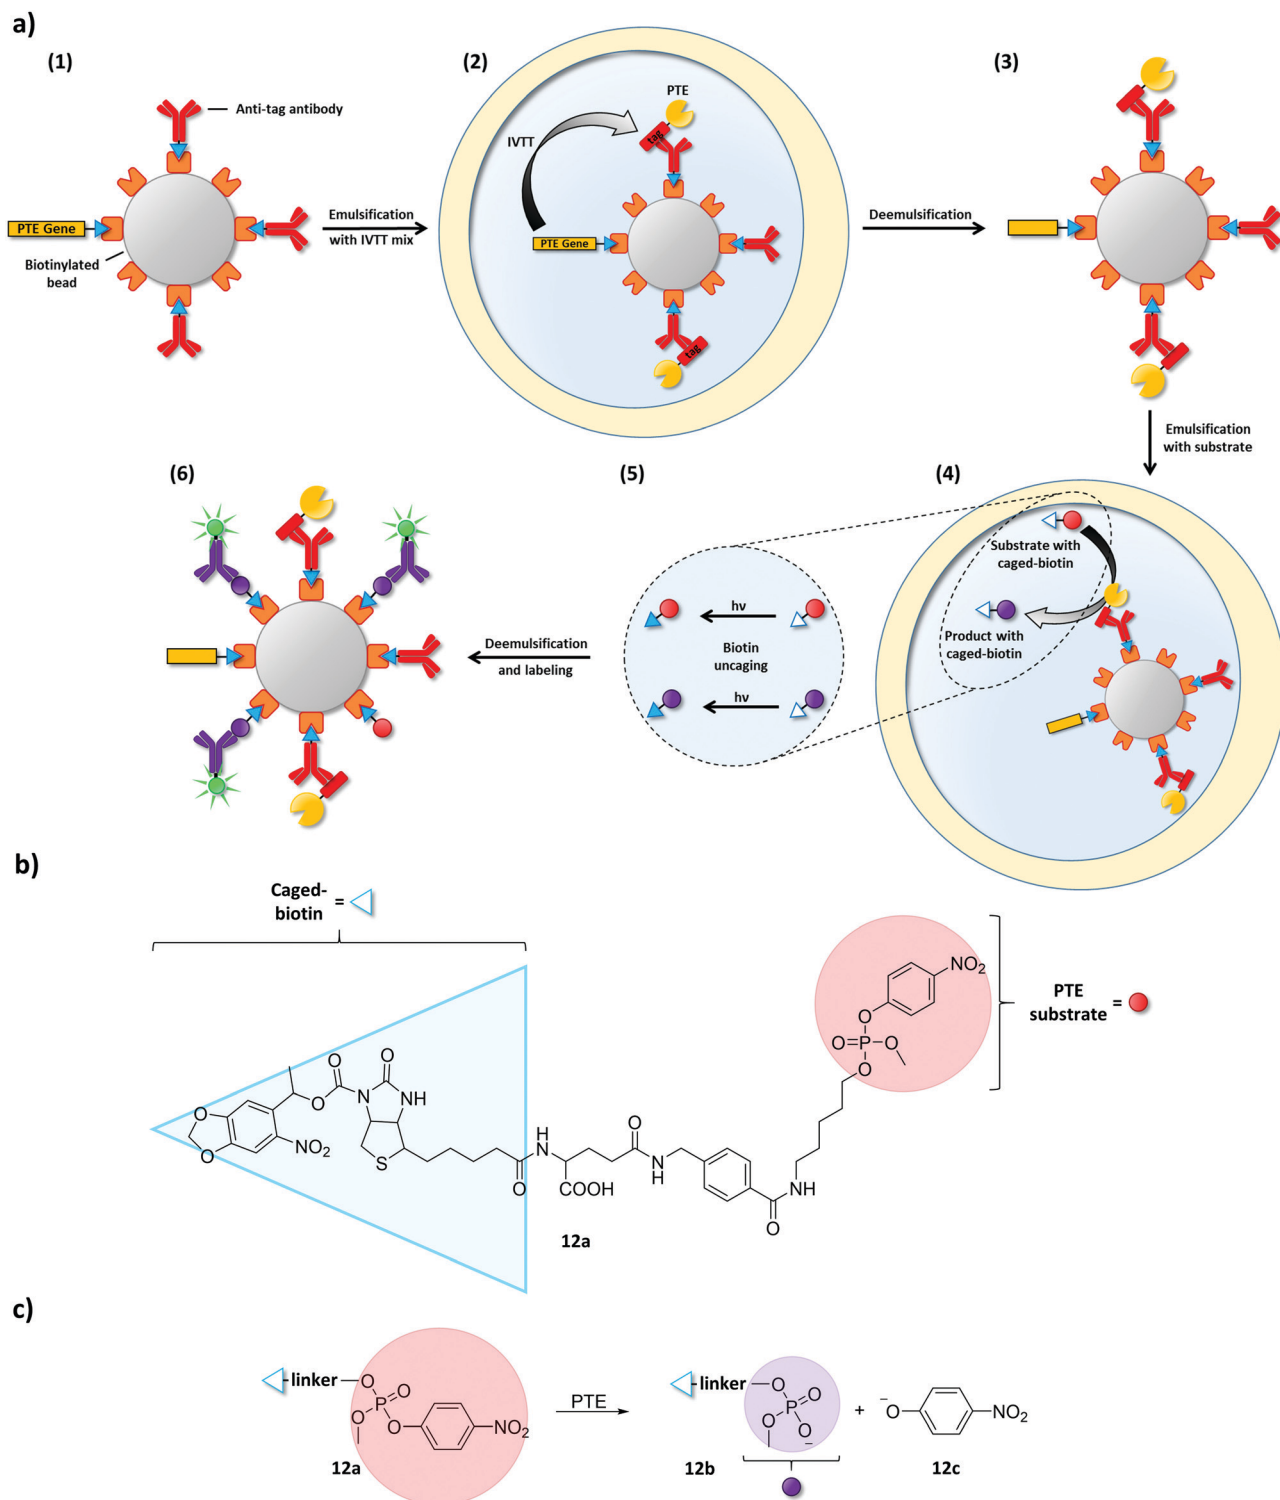 a)
(1)
Anti-tag antibody
PTE Gene
Biotinylated
bead
Emulsification
with IVTT mix
(2)
PTE
tag
IVTT
PTE Gene
tag
Deemulsification
(3)
Emulsification
with substrate
(4)
Substrate with
caged-biotin
Product with
caged-biotin
(5)
hν
Biotin
uncaging
hν
Deemulsification
and labeling
(6)
b)
Caged-
biotin =
NO2
PTE
substrate =
O
O=P-O
O
O
O
O
O
N
NH
O
O
NO2
S
H
N
O
COOH
O
N
H
O
N
H
12a
c)
linker
O
O
P
O
O
NO2
12a
PTE
linker
O
O
P
O
O
−
12b
+
−
O
NO2
12c